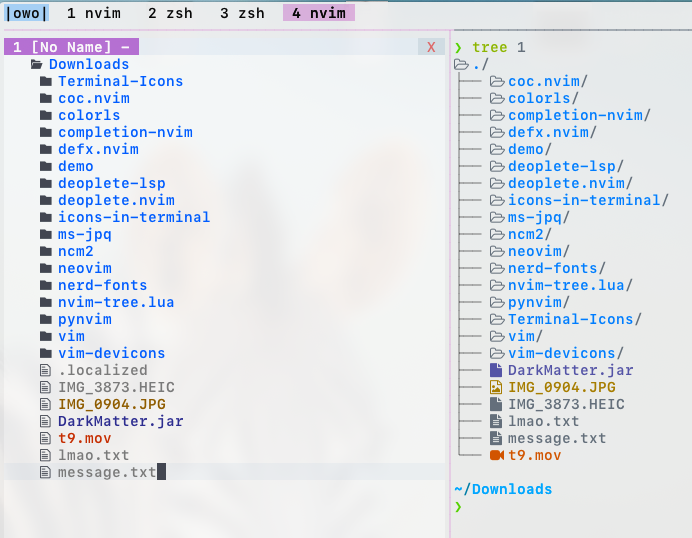 |owo| 1 nvim 2 zsh 3 zsh 4 nvim
1 [No Name] - X
Downloads
Terminal-Icons
coc.nvim
colorls
completion-nvim
defx.nvim
demo
deoplete-lsp
deoplete.nvim
icons-in-terminal
ms-jpq
ncm2
neovim
nerd-fonts
nvim-tree.lua
pynvim
vim
vim-devicons
.localized
IMG_3873.HEIC
IMG_0904.JPG
DarkMatter.jar
t9.mov
lmao.txt
message.txt
❯ tree 1
./
coc.nvim/
colorls/
completion-nvim/
defx.nvim/
demo/
deoplete-lsp/
deoplete.nvim/
icons-in-terminal/
ms-jpq/
ncm2/
neovim/
nerd-fonts/
nvim-tree.lua/
pynvim/
Terminal-Icons/
vim/
vim-devicons/
DarkMatter.jar
IMG_0904.JPG
IMG_3873.HEIC
lmao.txt
message.txt
t9.mov
~/Downloads
❯